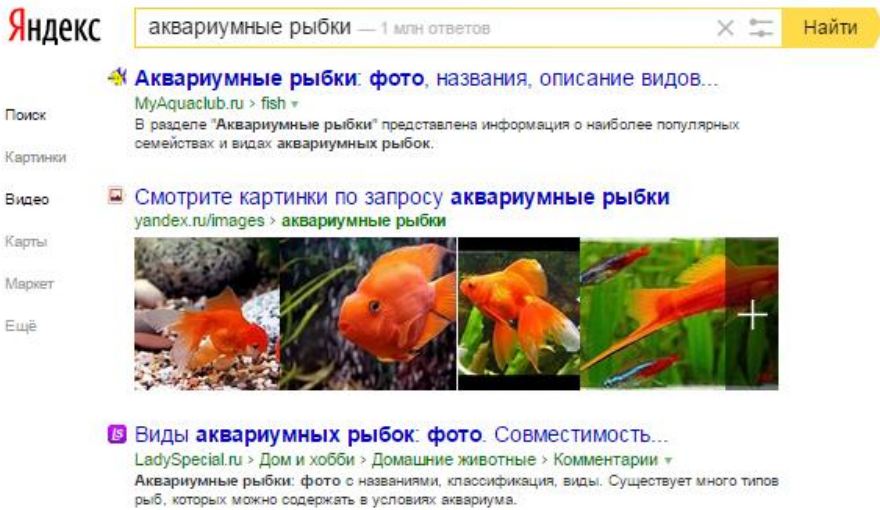 Яндекс
аквариумные рыбки — 1 млн ответов
Найти
Поиск
Картинки
Видео
Карты
Маркет
Ещё
Аквариумные рыбки: фото, названия, описание видов...
MyAquaclub.ru › fish
В разделе "Аквариумные рыбки" представлена информация о наиболее популярных
семействах и видах аквариумных рыбок.
Смотрите картинки по запросу аквариумные рыбки
yandex.ru/images › аквариумные рыбки
Виды аквариумных рыбок: фото. Совместимость...
LadySpecial.ru › Дом и хобби › Домашние животные › Комментарии
Аквариумные рыбки: фото с названиями, классификация, виды. Существует много типов
рыб, которых можно содержать в условиях аквариума.